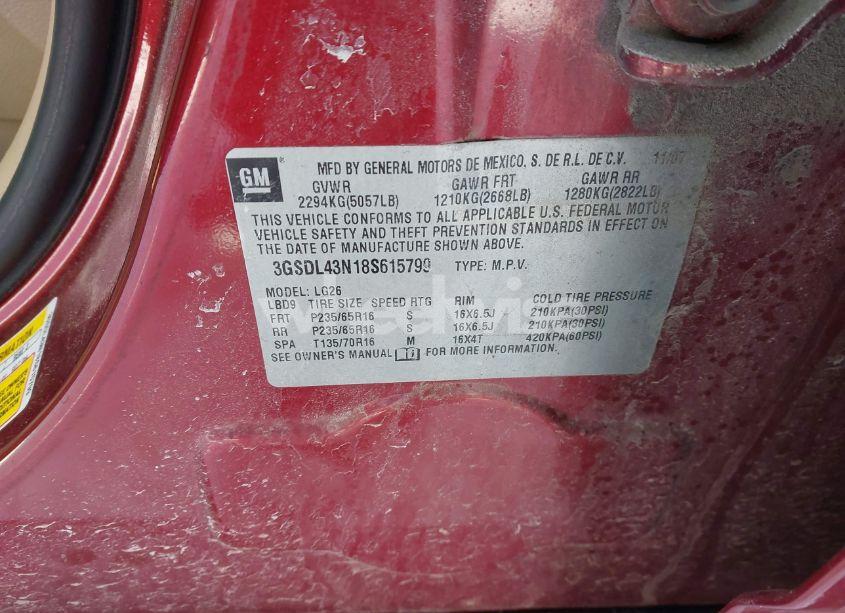 GM
MFD BY GENERAL MOTORS DE MEXICO, S. DE R.L. DE C.V. 11/07
GVWR GAWR FRT GAWR RR
2294KG(5057LB) 1210KG(2668LB) 1280KG(2822LB)
THIS VEHICLE CONFORMS TO ALL APPLICABLE U.S. FEDERAL MOTOR
VEHICLE SAFETY AND THEFT PREVENTION STANDARDS IN EFFECT ON
THE DATE OF MANUFACTURE SHOWN ABOVE.
3GSDL43N18S615799 TYPE: M.P.V.
MODEL: LG26
LBD9 TIRE SIZE SPEED RTG RIM COLD TIRE PRESSURE
FRT P235/65R16 S 16X6.5J 210KPA(30PSI)
RR P235/65R16 S 16X6.5J 210KPA(30PSI)
SPA T135/70R16 M 16X4T 420KPA(60PSI)
SEE OWNER'S MANUAL FOR MORE INFORMATION.